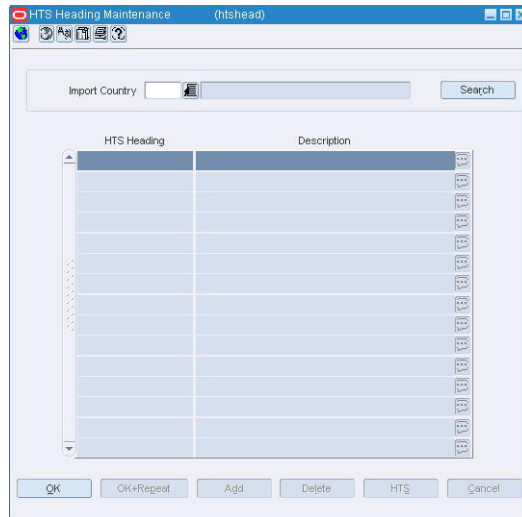 HTS Heading Maintenance (htshead)
Import Country Search
HTS Heading Description
OK OK+Repeat Add Delete HTS Cancel